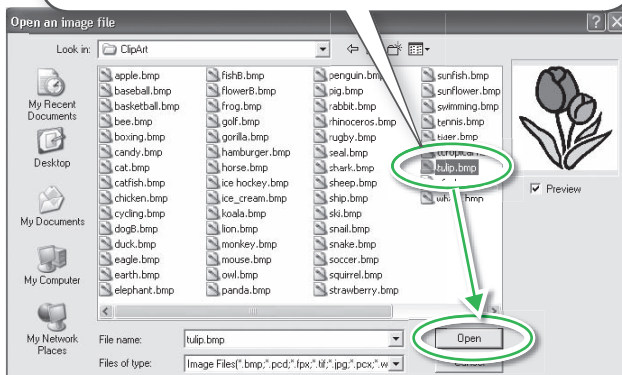 Open an image file
Look in: ClipArt
My Recent Documents
Desktop
My Documents
My Computer
My Network Places
apple.bmp
baseball.bmp
basketball.bmp
bee.bmp
boxing.bmp
candy.bmp
cat.bmp
catfish.bmp
chicken.bmp
cycling.bmp
dogB.bmp
duck.bmp
eagle.bmp
earth.bmp
elephant.bmp
fishB.bmp
flowerB.bmp
frog.bmp
golf.bmp
gorilla.bmp
hamburger.bmp
horse.bmp
ice hockey.bmp
ice_cream.bmp
koala.bmp
lion.bmp
monkey.bmp
mouse.bmp
owl.bmp
panda.bmp
penguin.bmp
pig.bmp
rabbit.bmp
rhinoceros.bmp
rugby.bmp
seal.bmp
shark.bmp
sheep.bmp
ship.bmp
ski.bmp
snail.bmp
snake.bmp
soccer.bmp
squirrel.bmp
strawberry.bmp
sunfish.bmp
sunflower.bmp
swimming.bmp
tennis.bmp
tiger.bmp
tulip.bmp
Preview
File name: tulip.bmp
Open
Files of type: Image Files(*.bmp;*.pcd;*.fpx;*.tif;*.jpg;*.pcx;*.w
Cancel